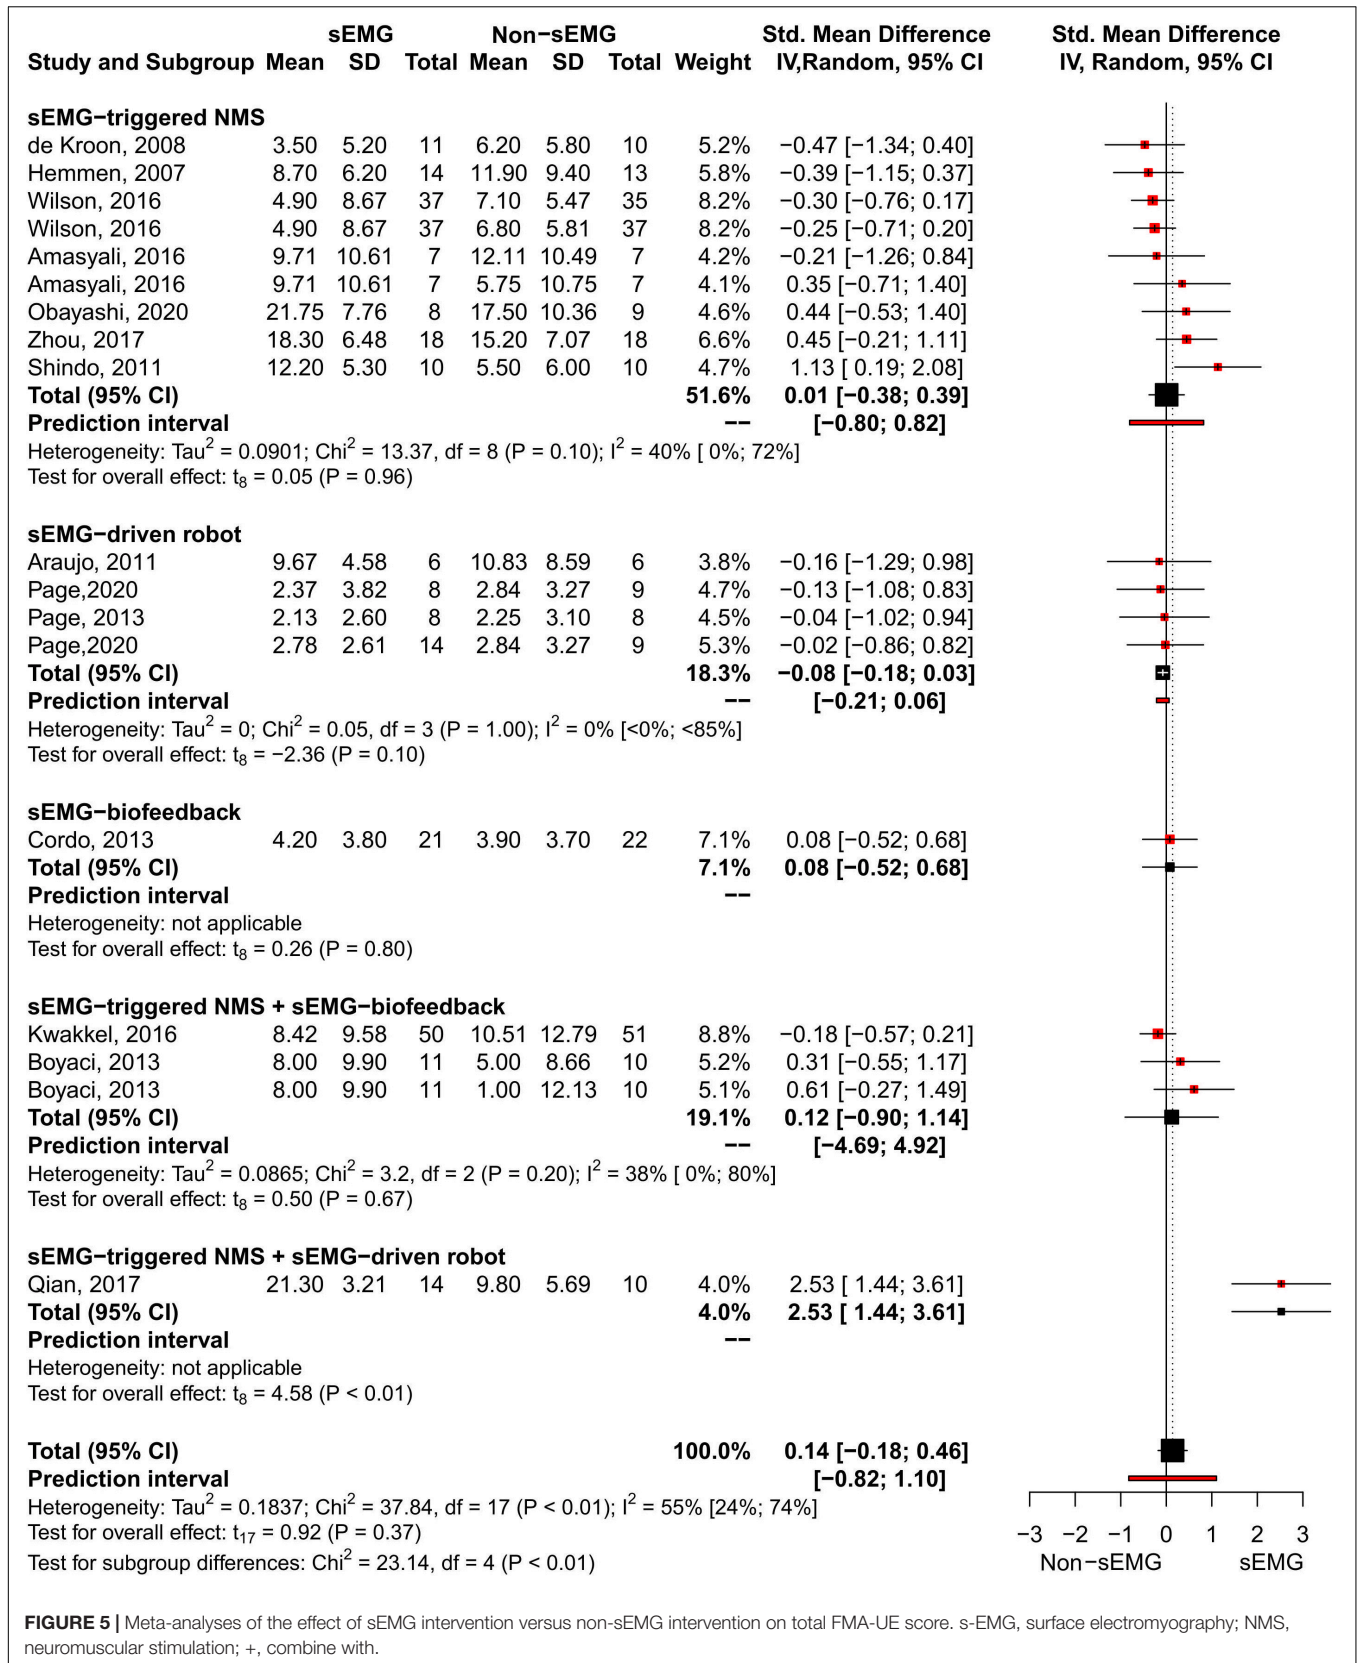 sEMG Non−sEMG Std. Mean Difference Std. Mean Difference
Study and Subgroup Mean SD Total Mean SD Total Weight IV,Random, 95% CI IV, Random, 95% CI
sEMG−triggered NMS
de Kroon, 2008 3.50 5.20 11 6.20 5.80 10 5.2% −0.47 [−1.34; 0.40]
Hemmen, 2007 8.70 6.20 14 11.90 9.40 13 5.8% −0.39 [−1.15; 0.37]
Wilson, 2016 4.90 8.67 37 7.10 5.47 35 8.2% −0.30 [−0.76; 0.17]
Wilson, 2016 4.90 8.67 37 6.80 5.81 37 8.2% −0.25 [−0.71; 0.20]
Amasyali, 2016 9.71 10.61 7 12.11 10.49 7 4.2% −0.21 [−1.26; 0.84]
Amasyali, 2016 9.71 10.61 7 5.75 10.75 7 4.1% 0.35 [−0.71; 1.40]
Obayashi, 2020 21.75 7.76 8 17.50 10.36 9 4.6% 0.44 [−0.53; 1.40]
Zhou, 2017 18.30 6.48 18 15.20 7.07 18 6.6% 0.45 [−0.21; 1.11]
Shindo, 2011 12.20 5.30 10 5.50 6.00 10 4.7% 1.13 [ 0.19; 2.08]
Total (95% CI) 51.6% 0.01 [−0.38; 0.39]
Prediction interval −− [−0.80; 0.82]
Heterogeneity: Tau² = 0.0901; Chi² = 13.37, df = 8 (P = 0.10); I² = 40% [ 0%; 72%]
Test for overall effect: t₈ = 0.05 (P = 0.96)
sEMG−driven robot
Araujo, 2011 9.67 4.58 6 10.83 8.59 6 3.8% −0.16 [−1.29; 0.98]
Page,2020 2.37 3.82 8 2.84 3.27 9 4.7% −0.13 [−1.08; 0.83]
Page, 2013 2.13 2.60 8 2.25 3.10 8 4.5% −0.04 [−1.02; 0.94]
Page,2020 2.78 2.61 14 2.84 3.27 9 5.3% −0.02 [−0.86; 0.82]
Total (95% CI) 18.3% −0.08 [−0.18; 0.03]
Prediction interval −− [−0.21; 0.06]
Heterogeneity: Tau² = 0; Chi² = 0.05, df = 3 (P = 1.00); I² = 0% [<0%; <85%]
Test for overall effect: t₈ = −2.36 (P = 0.10)
sEMG−biofeedback
Cordo, 2013 4.20 3.80 21 3.90 3.70 22 7.1% 0.08 [−0.52; 0.68]
Total (95% CI) 7.1% 0.08 [−0.52; 0.68]
Prediction interval −−
Heterogeneity: not applicable
Test for overall effect: t₈ = 0.26 (P = 0.80)
sEMG−triggered NMS + sEMG−biofeedback
Kwakkel, 2016 8.42 9.58 50 10.51 12.79 51 8.8% −0.18 [−0.57; 0.21]
Boyaci, 2013 8.00 9.90 11 5.00 8.66 10 5.2% 0.31 [−0.55; 1.17]
Boyaci, 2013 8.00 9.90 11 1.00 12.13 10 5.1% 0.61 [−0.27; 1.49]
Total (95% CI) 19.1% 0.12 [−0.90; 1.14]
Prediction interval −− [−4.69; 4.92]
Heterogeneity: Tau² = 0.0865; Chi² = 3.2, df = 2 (P = 0.20); I² = 38% [ 0%; 80%]
Test for overall effect: t₈ = 0.50 (P = 0.67)
sEMG−triggered NMS + sEMG−driven robot
Qian, 2017 21.30 3.21 14 9.80 5.69 10 4.0% 2.53 [ 1.44; 3.61]
Total (95% CI) 4.0% 2.53 [ 1.44; 3.61]
Prediction interval −−
Heterogeneity: not applicable
Test for overall effect: t₈ = 4.58 (P < 0.01)
Total (95% CI) 100.0% 0.14 [−0.18; 0.46]
Prediction interval [−0.82; 1.10]
Heterogeneity: Tau² = 0.1837; Chi² = 37.84, df = 17 (P < 0.01); I² = 55% [24%; 74%]
Test for overall effect: t₁₇ = 0.92 (P = 0.37)
Test for subgroup differences: Chi² = 23.14, df = 4 (P < 0.01)
−3 −2 −1 0 1 2 3
Non−sEMG sEMG
FIGURE 5 | Meta-analyses of the effect of sEMG intervention versus non-sEMG intervention on total FMA-UE score. s-EMG, surface electromyography; NMS,
neuromuscular stimulation; +, combine with.